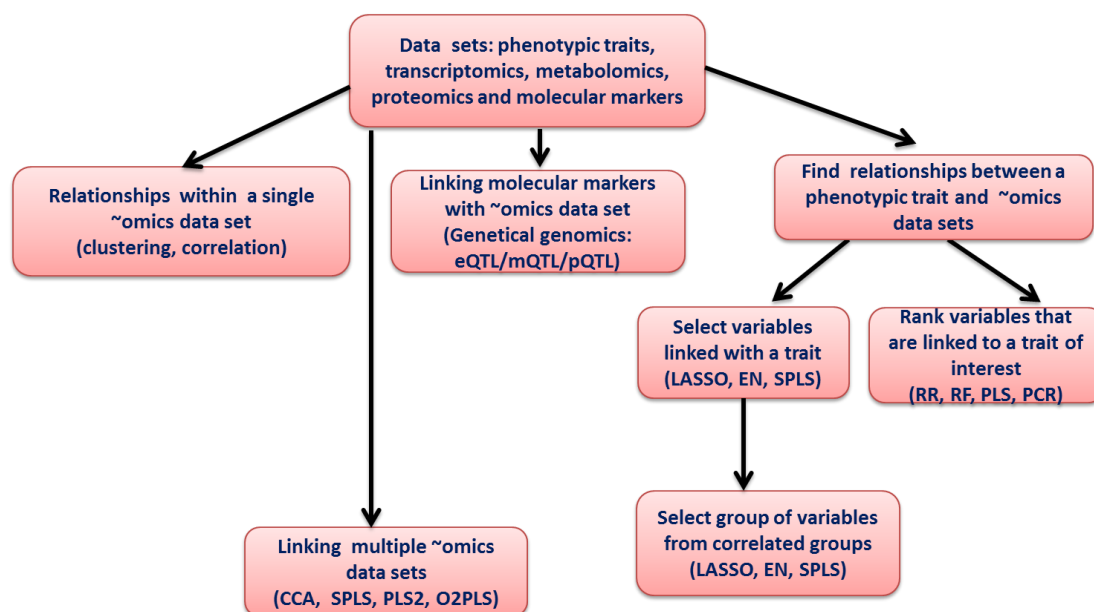 Data sets: phenotypic traits,
transcriptomics, metabolomics,
proteomics and molecular markers
Relationships within a single
~omics data set
(clustering, correlation)
Linking molecular markers
with ~omics data set
(Genetical genomics:
eQTL/mQTL/pQTL)
Find relationships between a
phenotypic trait and ~omics
data sets
Select variables
linked with a trait
(LASSO, EN, SPLS)
Rank variables that
are linked to a trait of
interest
(RR, RF, PLS, PCR)
Select group of variables
from correlated groups
(LASSO, EN, SPLS)
Linking multiple ~omics
data sets
(CCA, SPLS, PLS2, O2PLS)